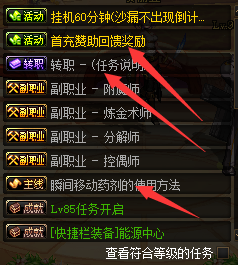 活动 挂机60分钟(沙漏不出现倒计...
活动 首充赞助回馈奖励
转职 转职 - (任务说明)
副职业 副职业 - 附魔师
副职业 副职业 - 炼金术师
副职业 副职业 - 分解师
副职业 副职业 - 控偶师
主线 瞬间移动药剂的使用方法
成就 Lv85任务开启
成就 [快捷栏装备]能源中心
查看符合等级的任务